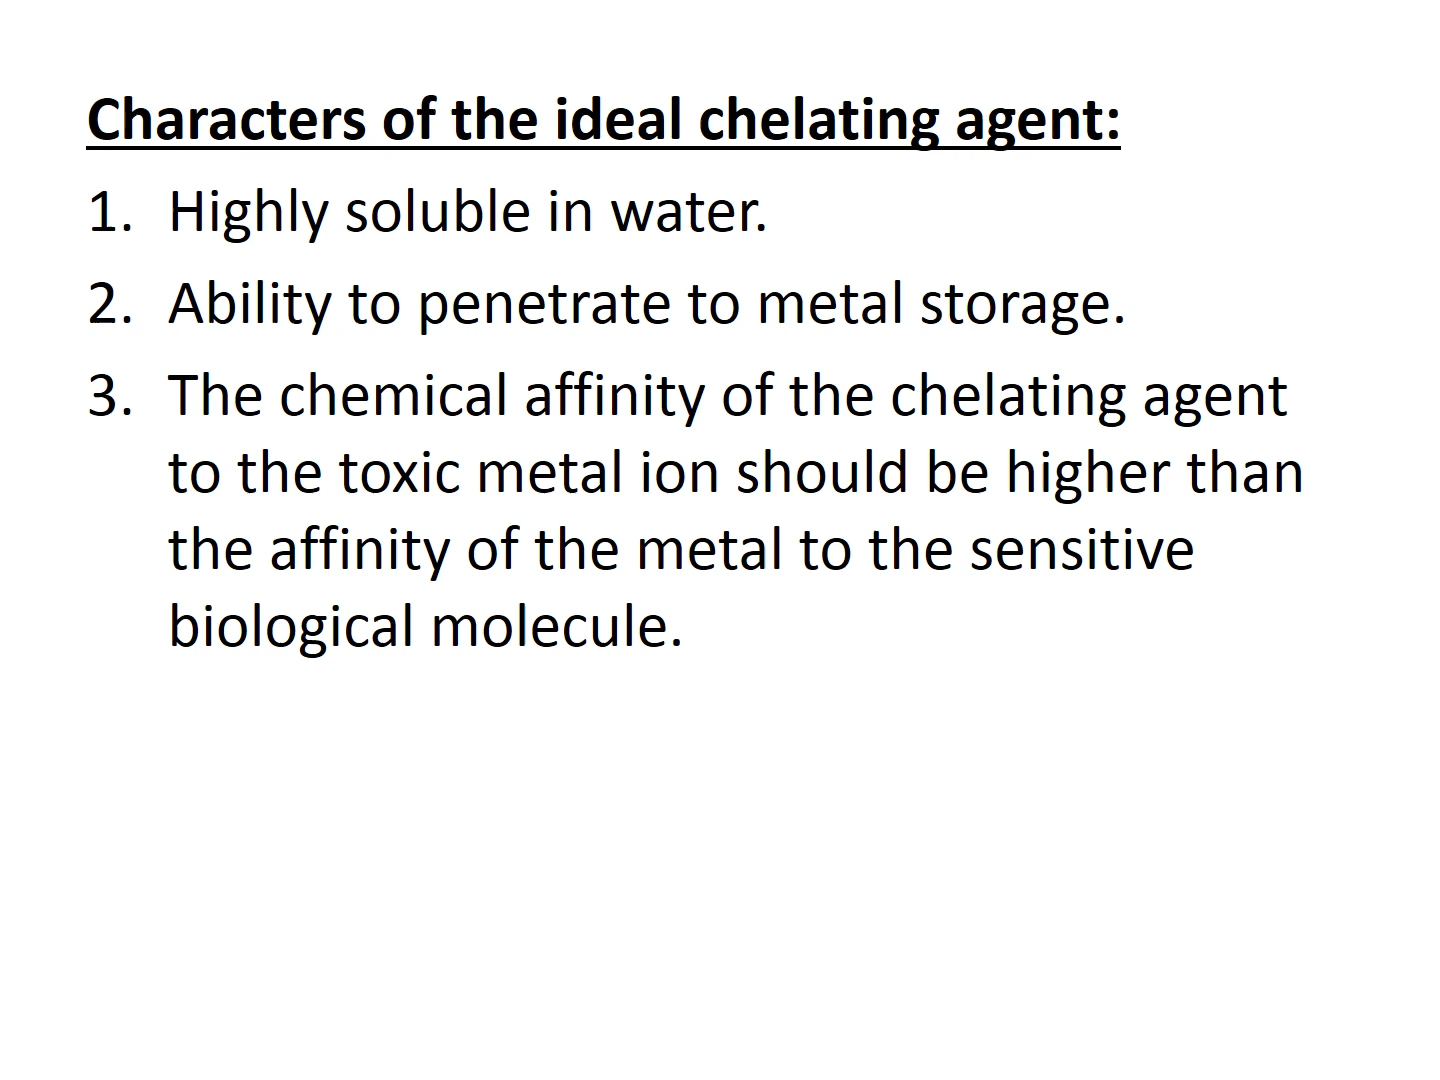 Characters of the ideal chelating agent:
1. Highly soluble in water.
2. Ability to penetrate to metal storage.
3. The chemical affinity of the chelating agent
to the toxic metal ion should be higher than
the affinity of the metal to the sensitive
biological molecule.